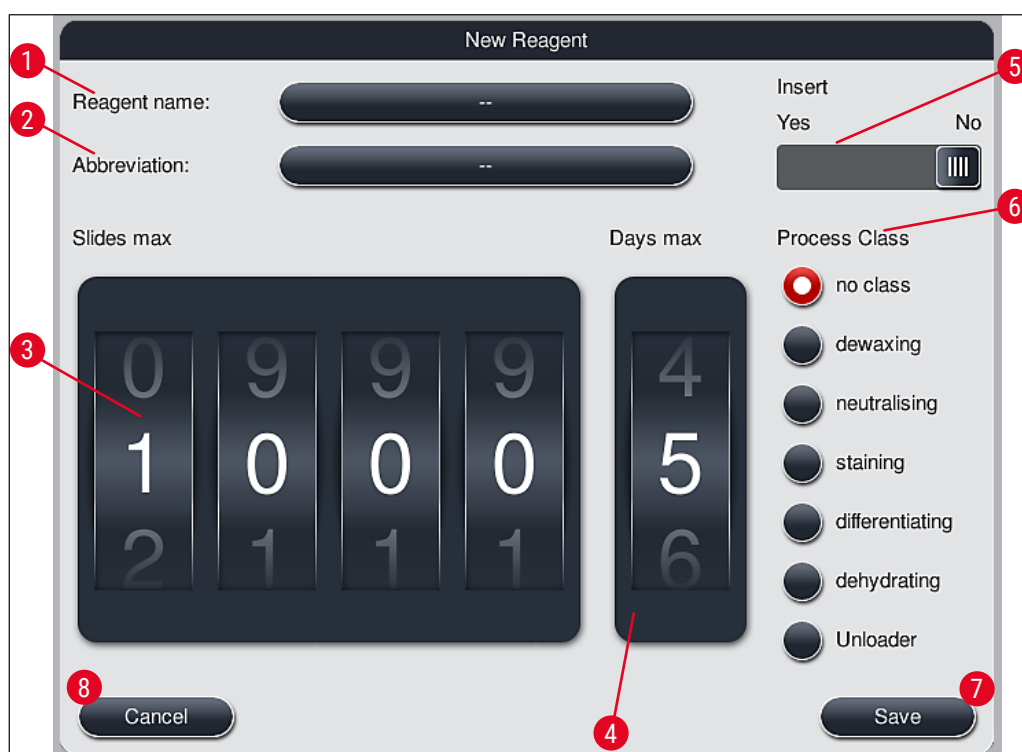 New Reagent
1
Reagent name: --
2
Abbreviation: --
Insert
5
Yes No
6
Slides max
Days max
Process Class
no class
dewaxing
neutralising
staining
differentiating
dehydrating
Unloader
3
0 9 9 9 4
1 0 0 0 5
2 1 1 1 6
4
8
Cancel
7
Save